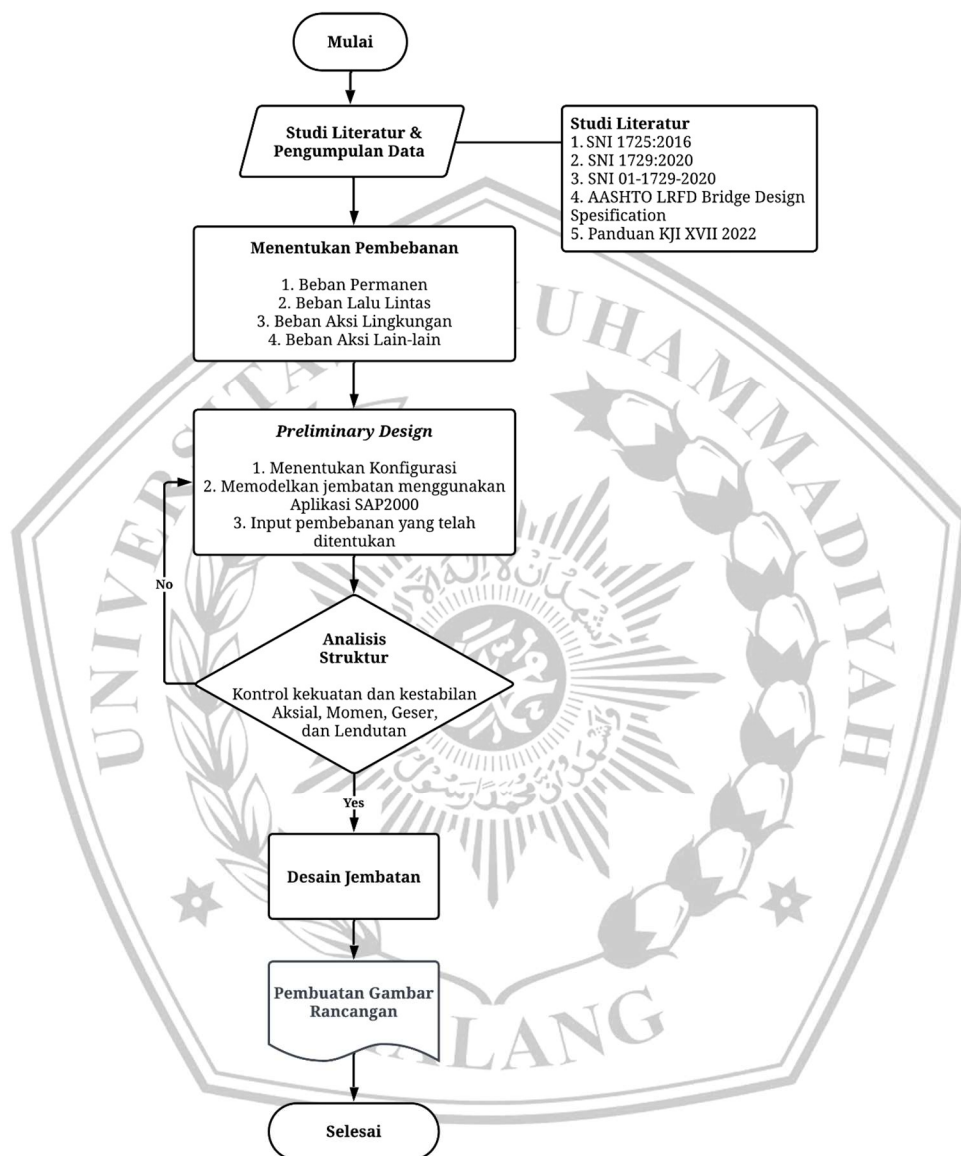 Mulai
Studi Literatur &
Pengumpulan Data
Studi Literatur
1. SNI 1725:2016
2. SNI 1729:2020
3. SNI 01-1729-2020
4. AASHTO LRFD Bridge Design
Spesification
5. Panduan KJI XVII 2022
Menentukan Pembebanan
1. Beban Permanen
2. Beban Lalu Lintas
3. Beban Aksi Lingkungan
4. Beban Aksi Lain-lain
Preliminary Design
1. Menentukan Konfigurasi
2. Memodelkan jembatan menggunakan
Aplikasi SAP2000
3. Input pembebanan yang telah
ditentukan
No
Analisis
Struktur
Kontrol kekuatan dan kestabilan
Aksial, Momen, Geser,
dan Lendutan
Yes
Desain Jembatan
Pembuatan Gambar
Rancangan
Selesai